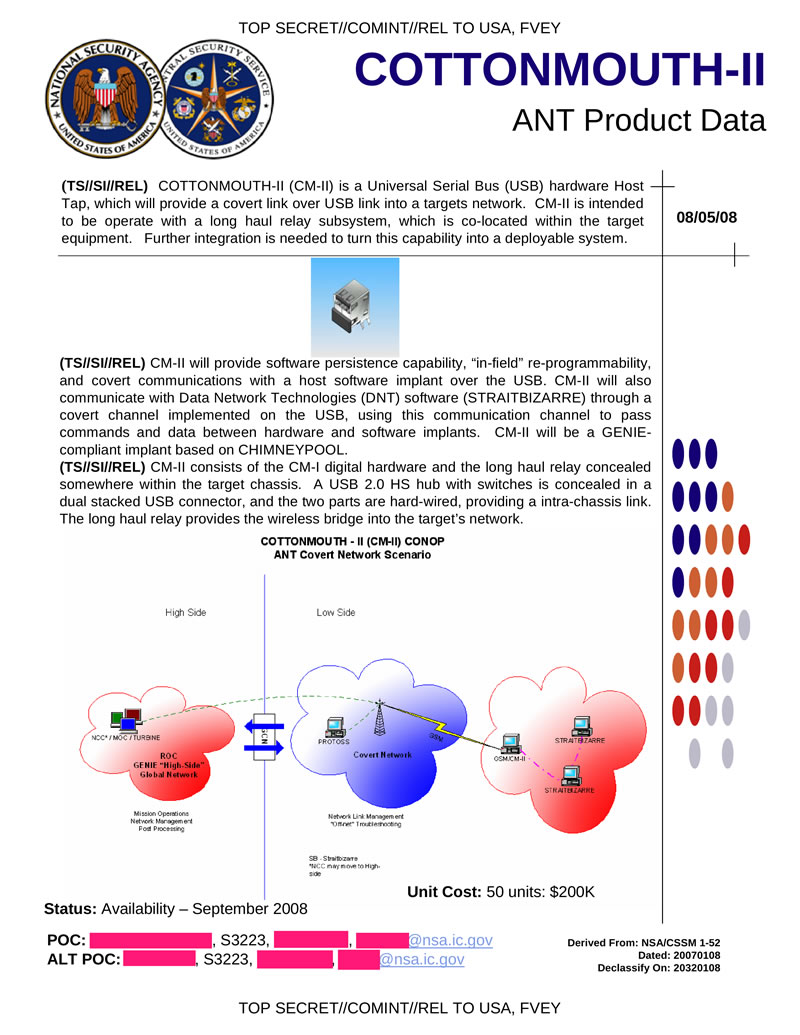 TOP SECRET//COMINT//REL TO USA, FVEY
NATIONAL SECURITY AGENCY
UNITED STATES OF AMERICA
TRAL SECURITY SERVICE
UNITED STATES OF AMERICA
COTTONMOUTH-II
ANT Product Data
(TS//SI//REL) COTTONMOUTH-II (CM-II) is a Universal Serial Bus (USB) hardware Host
Tap, which will provide a covert link over USB link into a targets network. CM-II is intended
to be operate with a long haul relay subsystem, which is co-located within the target
equipment. Further integration is needed to turn this capability into a deployable system.
08/05/08
(TS//SI//REL) CM-II will provide software persistence capability, “in-field” re-programmability,
and covert communications with a host software implant over the USB. CM-II will also
communicate with Data Network Technologies (DNT) software (STRAITBIZARRE) through a
covert channel implemented on the USB, using this communication channel to pass
commands and data between hardware and software implants. CM-II will be a GENIE-
compliant implant based on CHIMNEYPOOL.
(TS//SI//REL) CM-II consists of the CM-I digital hardware and the long haul relay concealed
somewhere within the target chassis. A USB 2.0 HS hub with switches is concealed in a
dual stacked USB connector, and the two parts are hard-wired, providing a intra-chassis link.
The long haul relay provides the wireless bridge into the target’s network.
COTTONMOUTH - II (CM-II) CONOP
ANT Covert Network Scenario
High Side
Low Side
NCC* / MOC / TURBINE
ROC
GENIE "High-Side"
Global Network
PROTOSS
Covert Network
GSM
GSM/CM-II
STRAITBIZARRE
STRAITBIZARRE
Mission Operations
Network Management
Post Processing
Network Link Management
"Offnet" Troubleshooting
SB - Straitbizarre
*NCC may move to High-
side
Unit Cost: 50 units: $200K
Status: Availability – September 2008
POC: , S3223, , @nsa.ic.gov
ALT POC: , S3223, , @nsa.ic.gov
Derived From: NSA/CSSM 1-52
Dated: 20070108
Declassify On: 20320108
TOP SECRET//COMINT//REL TO USA, FVEY